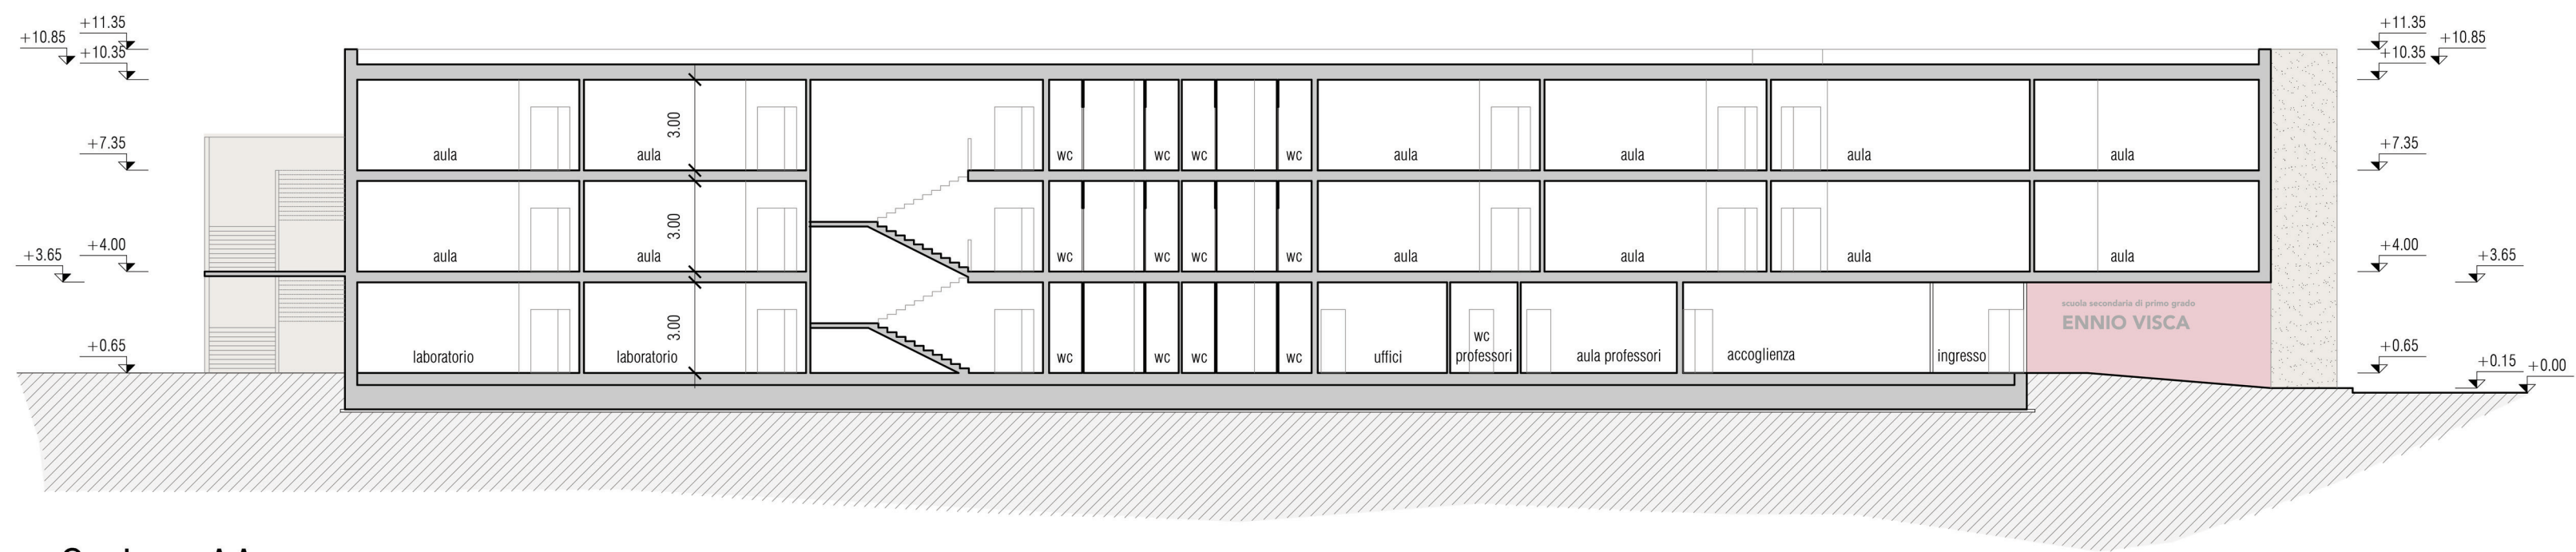 +11.35
+10.85
+10.35
+7.35
+4.00
+3.65
+0.65
+11.35
+10.85
+10.35
+7.35
+4.00
+3.65
+0.65
+0.15
+0.00
aula
aula
3.00
wc
wc
wc
wc
aula
aula
aula
aula
aula
aula
3.00
wc
wc
wc
wc
aula
aula
aula
aula
laboratorio
laboratorio
3.00
wc
wc
wc
wc
uffici
wc
professori
aula professori
accoglienza
ingresso
scuola secondaria di primo grado
ENNIO VISCA